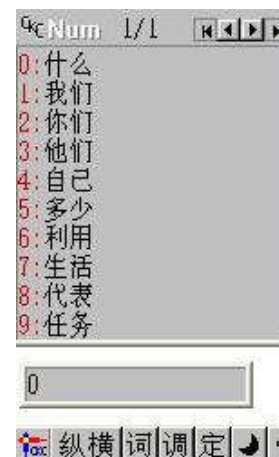 CKC Num 1/1
0:什么
1:我们
2:你们
3:他们
4:自己
5:多少
6:利用
7:生活
8:代表
9:任务
0
纵横 词 调 定